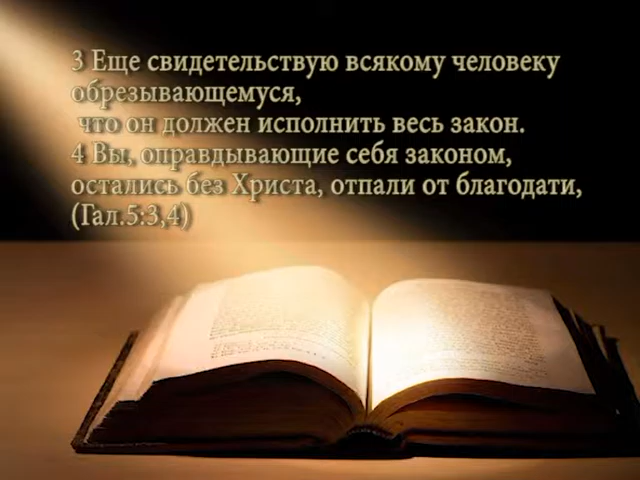 3 Еще свидетельствую всякому человеку
обрезывающемуся,
что он должен исполнить весь закон.
4 Вы, оправдывающие себя законом,
остались без Христа, отпали от благодати,
(Гал.5:3,4)